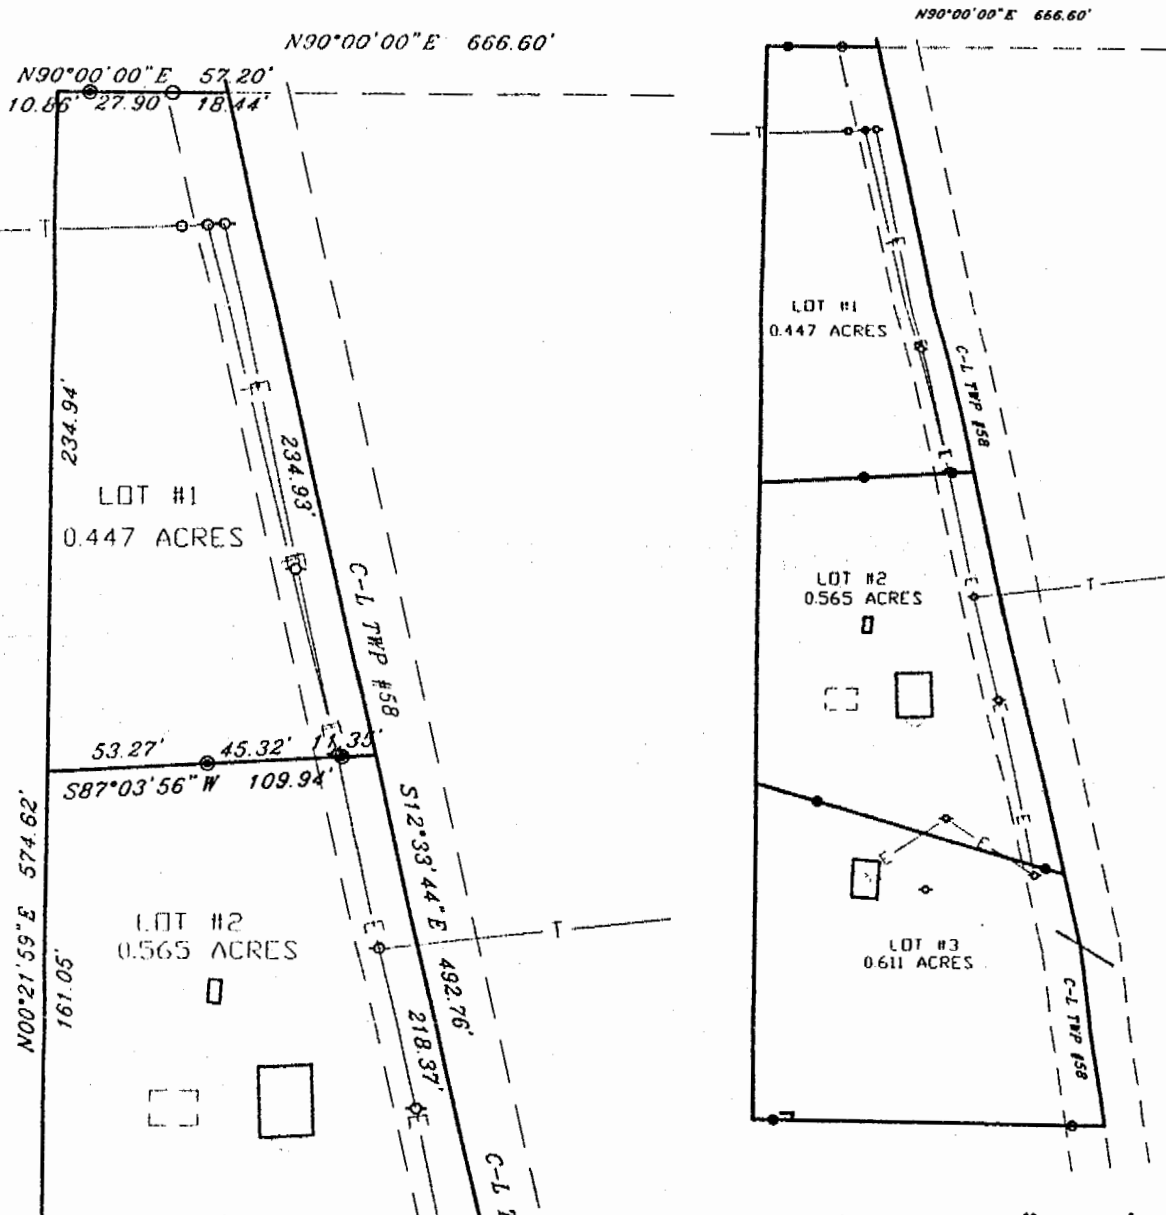 N90°00'00"E 666.60'
N90°00'00"E 57.20'
10.86' 27.90 18.44'
T
234.94'
E
234.93'
LOT #1
0.447 ACRES
E
C-L TWP #58
E
53.27' 45.32' 11.35'
S87°03'56"W 109.94'
S12°33'44"E 492.76'
N00°21'59"E 574.62'
161.05'
LOT #2
0.565 ACRES
E
T
218.37'
E
C-L T
N90°00'00"E 666.60'
T
E
LOT #1
0.447 ACRES
C-L TWP #58
E
E
LOT #2
0.565 ACRES
T
E
E
E
E
LOT #3
0.611 ACRES
C-L TWP #58